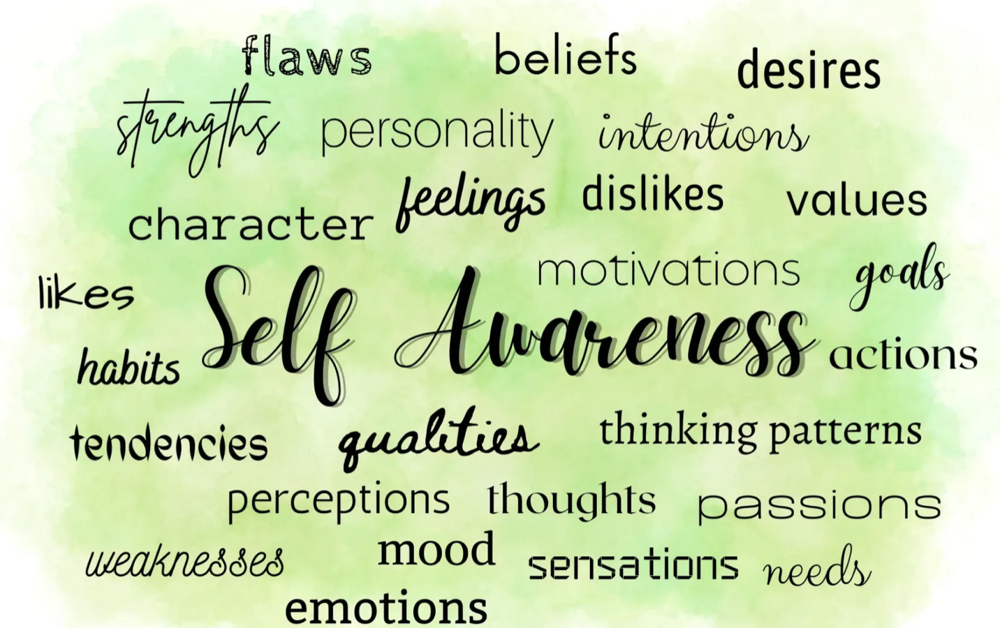 flaws beliefs desires
strengths personality intentions
character feelings dislikes values
likes motivations goals
Self Awareness
habits actions
tendencies qualities thinking patterns
perceptions thoughts passions
weaknesses mood sensations needs
emotions